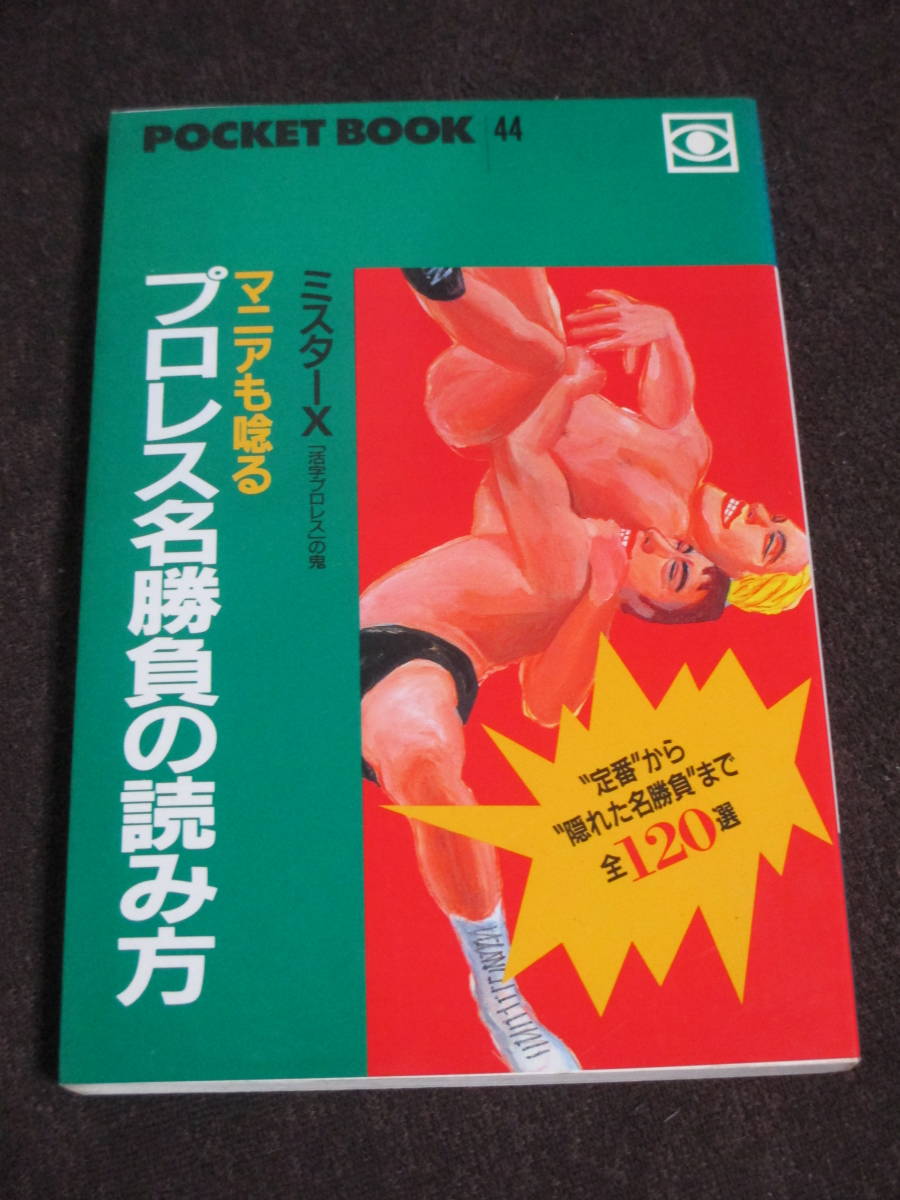 POCKET BOOK 44
ミスターX
「活字プロレス」の鬼
マニアも唸る
プロレス名勝負の読み方
"定番"から
"隠れた名勝負"まで
全120選